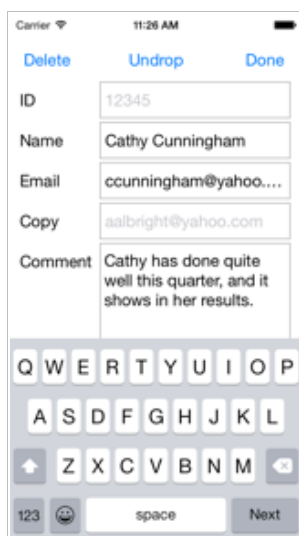 Carrier 11:26 AM
Delete Undrop Done
ID 12345
Name Cathy Cunningham
Email ccunningham@yahoo....
Copy aalbright@yahoo.com
Comment Cathy has done quite
well this quarter, and it
shows in her results.
Q W E R T Y U I O P
A S D F G H J K L
Z X C V B N M
123 space Next